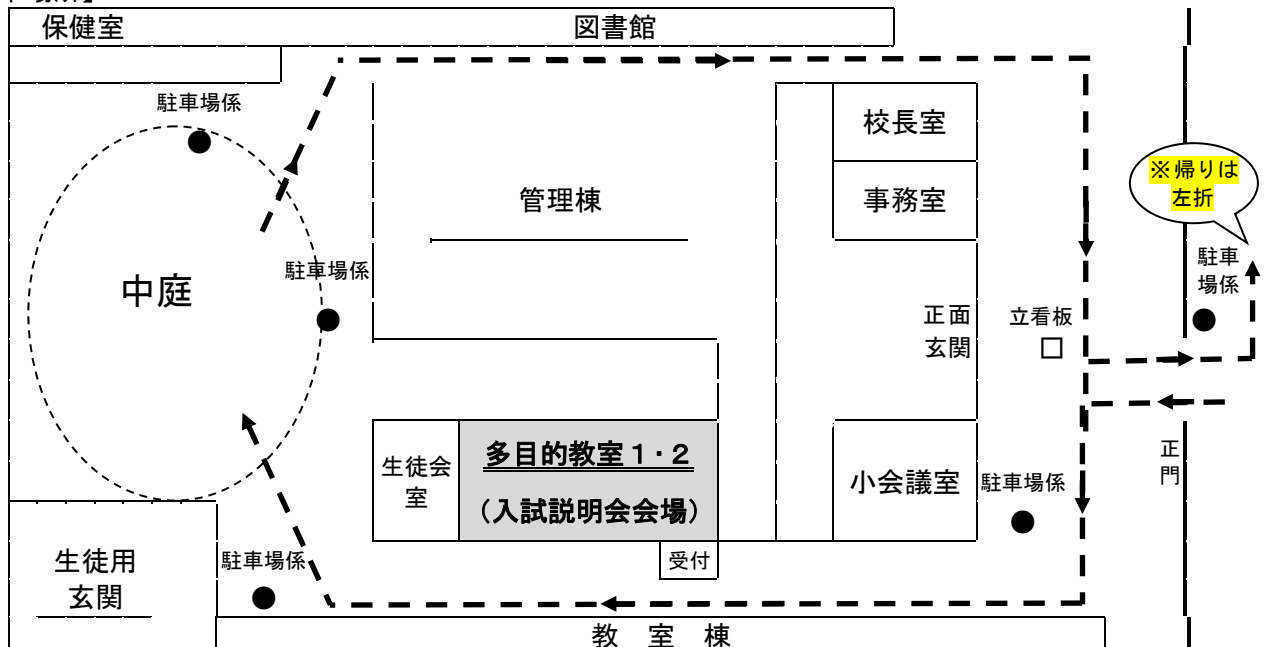 保健室
図書館
駐車場係
校長室
※帰りは
左折
管理棟
事務室
駐車場係
中庭
駐車
場係
正面
玄関
立看板
生徒会
室
多目的教室１・２
（入試説明会会場）
小会議室
駐車場係
正
門
生徒用
玄関
駐車場係
受付
教　室　棟